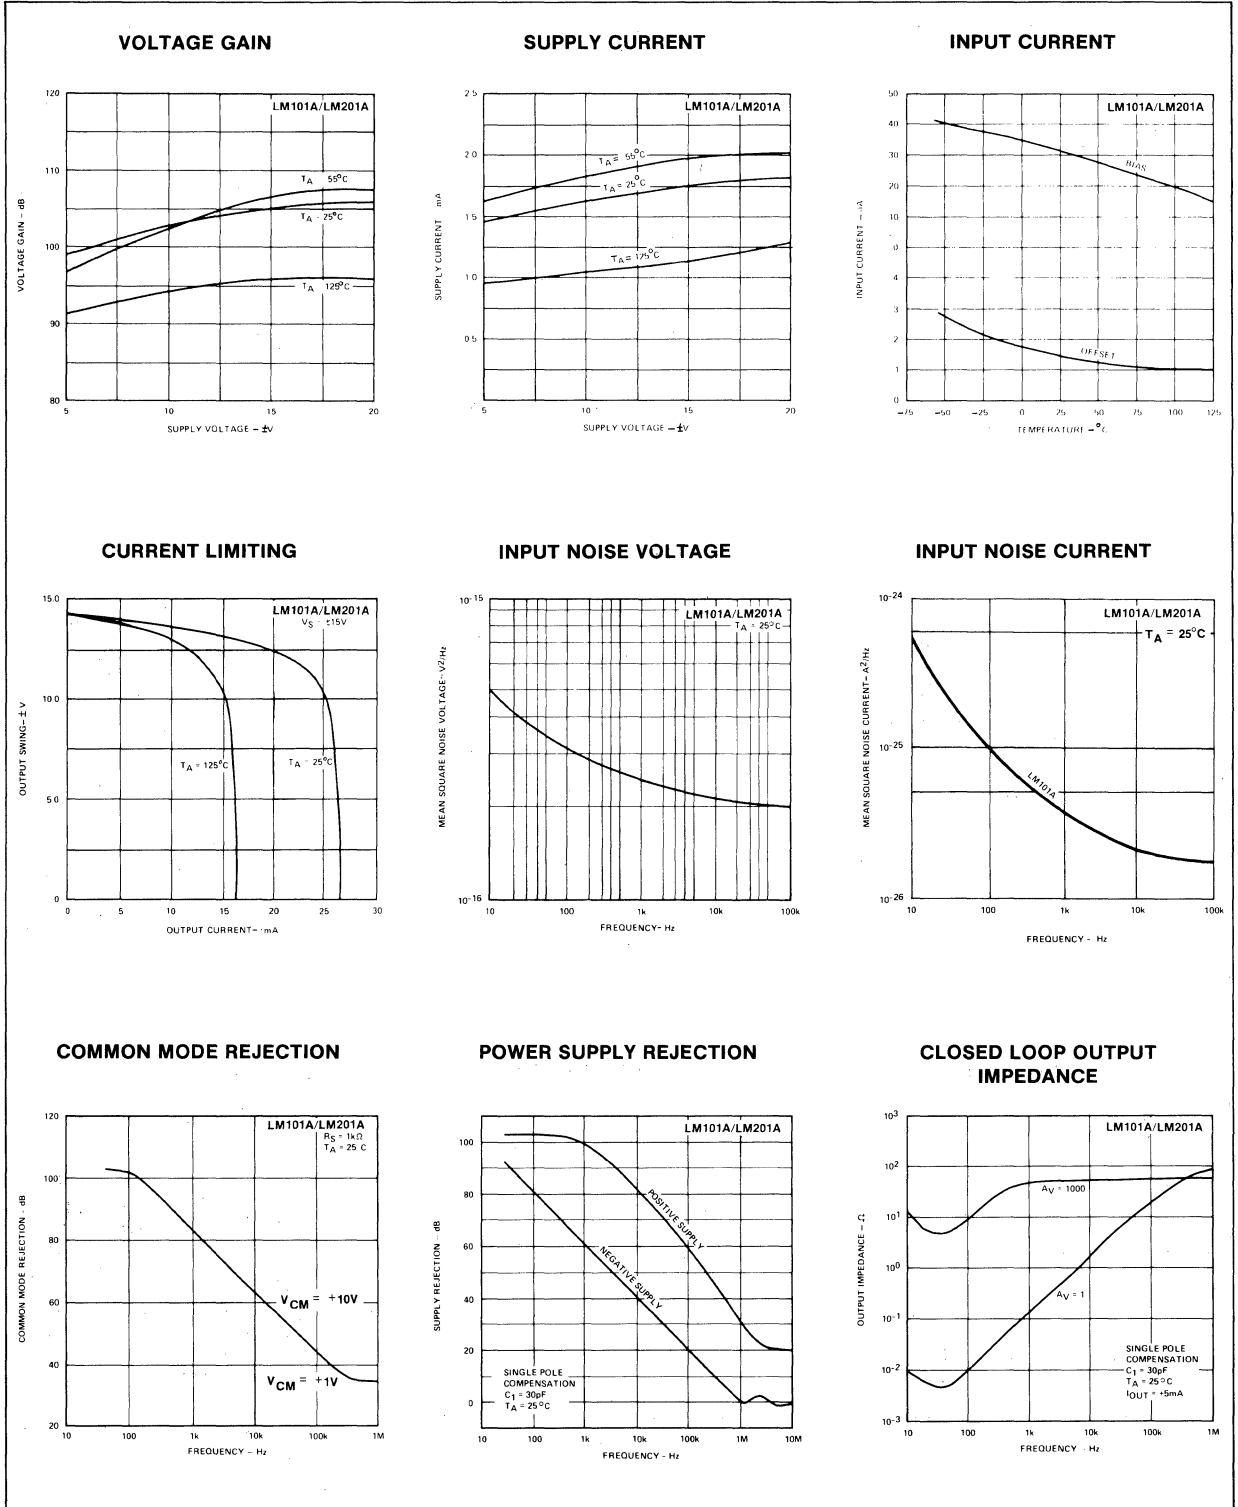 VOLTAGE GAIN
120
110
100
90
80
VOLTAGE GAIN – dB
LM101A/LM201A
TA 55°C
TA - 25°C
TA 125°C
5
10
15
20
SUPPLY VOLTAGE – ±V
SUPPLY CURRENT
2 5
2 0
1 5
1 0
0 5
SUPPLY CURRENT mA
LM101A/LM201A
TA = 55°C
TA = 25°C
TA = 125°C
5
10
15
20
SUPPLY VOLTAGE – ±V
INPUT CURRENT
50
40
30
20
10
0
4
3
2
1
0
INPUT CURRENT –
LM101A/LM201A
BIAS
OFFSET
–75
–50
–25
0
25
50
75
100
125
TEMPERATURE – °C
CURRENT LIMITING
15.0
10.0
5 0
0
OUTPUT SWING – ± V
LM101A/LM201A
VS - ±15V
TA = 125°C
TA - 25°C
0
5
10
15
20
25
30
OUTPUT CURRENT – mA
INPUT NOISE VOLTAGE
10-15
10-16
MEAN SQUARE NOISE VOLTAGE – V2/Hz
LM101A/LM201A
TA = 25°C
10
100
1k
10k
100k
FREQUENCY – Hz
INPUT NOISE CURRENT
10-24
10-25
10-26
MEAN SQUARE NOISE CURRENT – A2/Hz
LM101A/LM201A
TA = 25°C
LM101A
10
100
1k
10k
100k
FREQUENCY - Hz
COMMON MODE REJECTION
120
100
80
60
40
20
COMMON MODE REJECTION - dB
LM101A/LM201A
RS = 1kΩ
TA = 25 C
VCM = +10V
VCM = +1V
10
100
1k
10k
100k
1M
FREQUENCY – Hz
POWER SUPPLY REJECTION
100
80
60
40
20
0
SUPPLY REJECTION – dB
LM101A/LM201A
POSITIVE SUPPLY
NEGATIVE SUPPLY
SINGLE POLE
COMPENSATION
C1 = 30pF
TA = 25°C
10
100
1k
10k
100k
1M
10M
FREQUENCY - Hz
CLOSED LOOP OUTPUT
IMPEDANCE
103
102
101
100
10-1
10-2
10-3
OUTPUT IMPEDANCE – Ω
LM101A/LM201A
AV = 1000
AV = 1
SINGLE POLE
COMPENSATION
C1 = 30pF
TA = 25°C
IOUT = +5mA
10
100
1k
10k
100k
1M
FREQUENCY - Hz